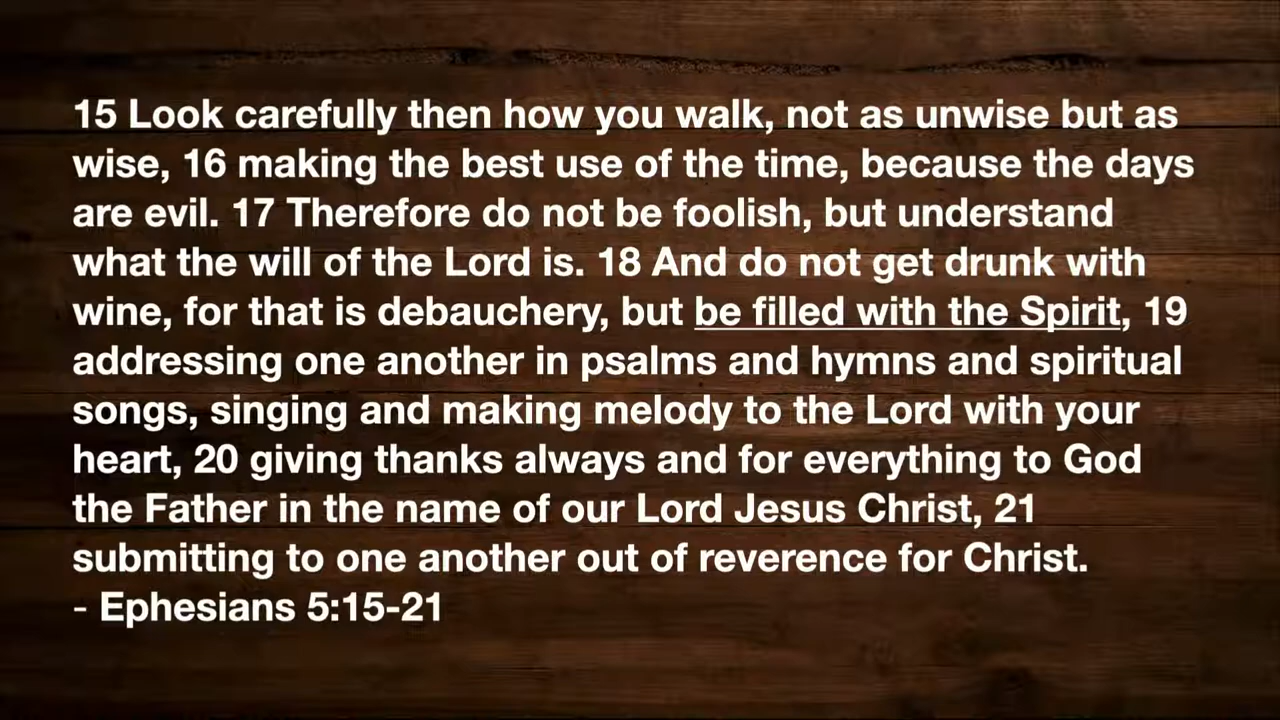 15 Look carefully then how you walk, not as unwise but as
wise, 16 making the best use of the time, because the days
are evil. 17 Therefore do not be foolish, but understand
what the will of the Lord is. 18 And do not get drunk with
wine, for that is debauchery, but be filled with the Spirit, 19
addressing one another in psalms and hymns and spiritual
songs, singing and making melody to the Lord with your
heart, 20 giving thanks always and for everything to God
the Father in the name of our Lord Jesus Christ, 21
submitting to one another out of reverence for Christ.
- Ephesians 5:15-21